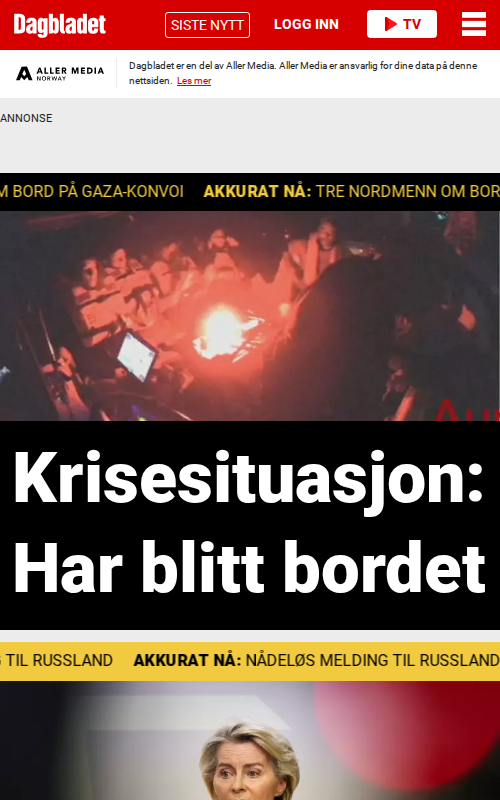 Dagbladet
SISTE NYTT
LOGG INN
TV
ALLER MEDIA
NORWAY
Dagbladet er en del av Aller Media. Aller Media er ansvarlig for dine data på denne
nettsiden. Les mer
ANNONSE
M BORD PÅ GAZA-KONVOI AKKURAT NÅ: TRE NORDMENN OM BOR
Krisesituasjon:
Har blitt bordet
TIL RUSSLAND AKKURAT NÅ: NÅDELØS MELDING TIL RUSSLAND